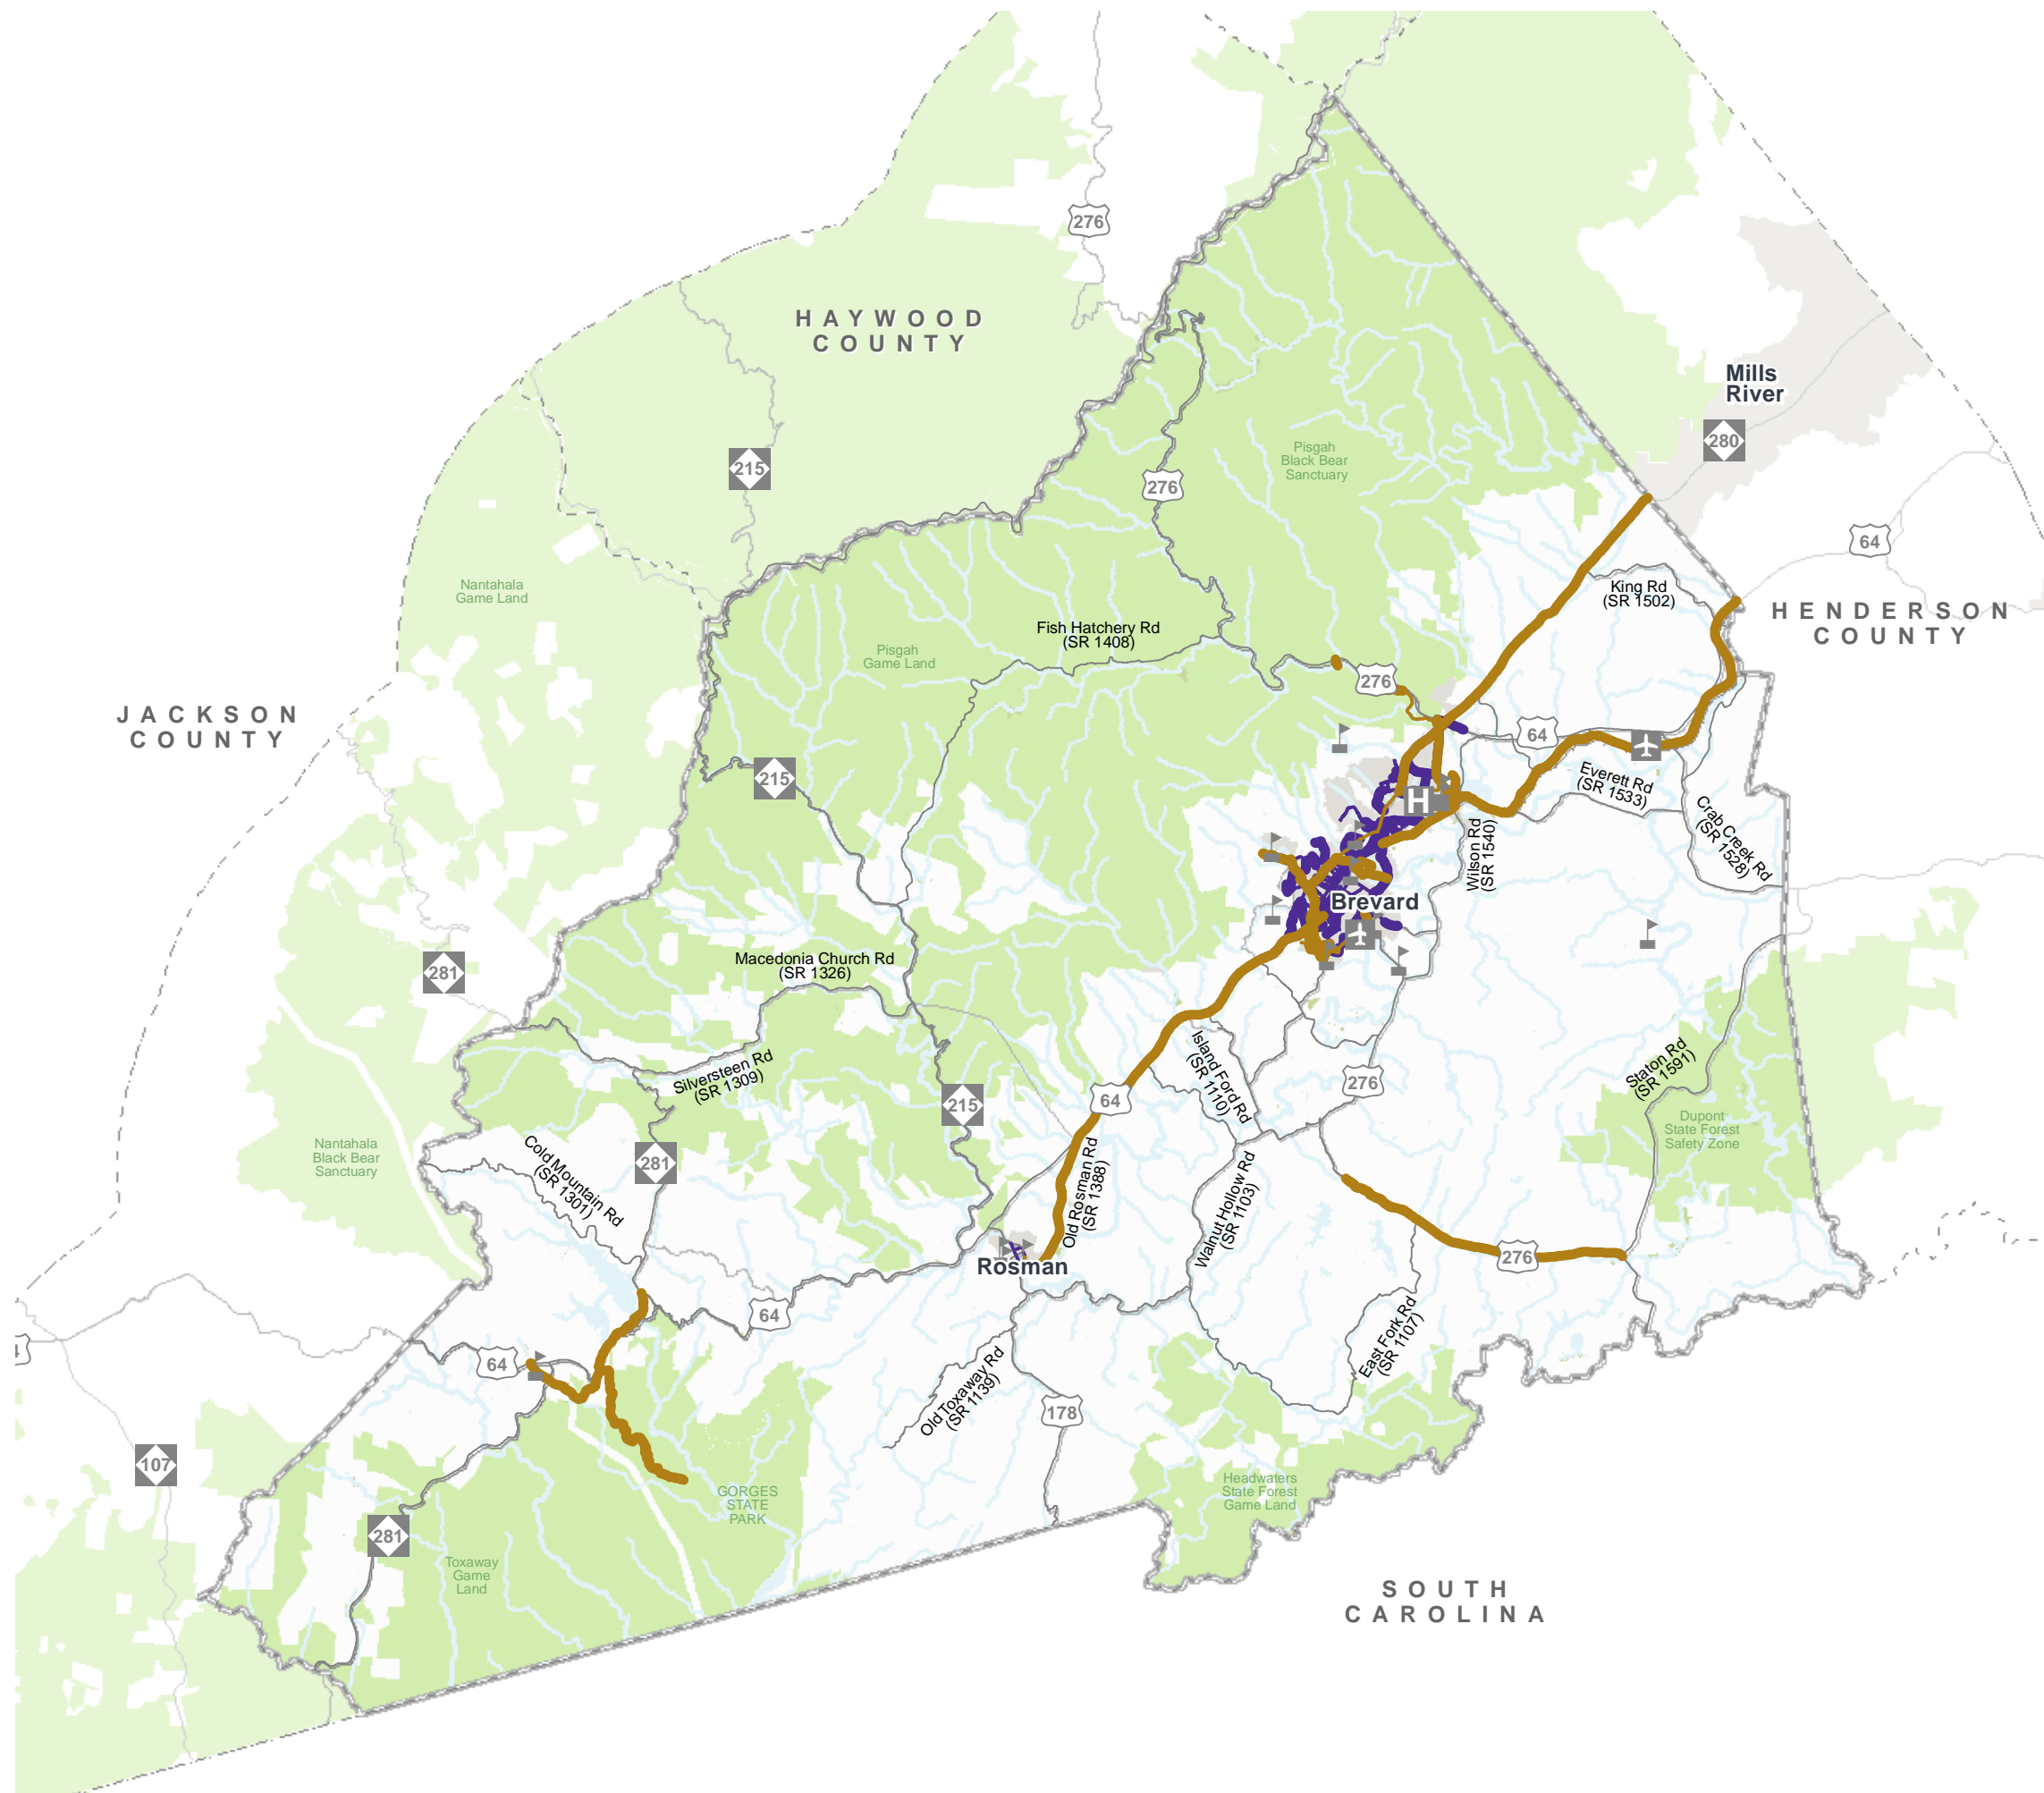 276
HAYWOOD
COUNTY
Mills
River
280
215
Pisgah
Black Bear
Sanctuary
276
64
Nantahala
Game Land
King Rd
(SR 1502)
HENDERSON
COUNTY
Fish Hatchery Rd
(SR 1408)
Pisgah
Game Land
276
JACKSON
COUNTY
64
215
Everett Rd
(SR 1533)
H
Crab Creek Rd
(SR 1528)
Wilson Rd
(SR 1540)
Brevard
281
Macedonia Church Rd
(SR 1326)
Silversteen Rd
(SR 1309)
Island Ford Rd
(SR 1110)
Staton Rd
(SR 1591)
276
64
215
Dupont
State Forest
Safety Zone
Nantahala
Black Bear
Sanctuary
Cold Mountain Rd
(SR 1301)
281
Old Rosman Rd
(SR 1388)
Walnut Hollow Rd
(SR 1103)
276
Rosman
64
East Fork Rd
(SR 1107)
64
Old Toxaway Rd
(SR 1139)
178
107
GORGES
STATE
PARK
Headwaters
State Forest
Game Land
281
Toxaway
Game
Land
SOUTH
CAROLINA